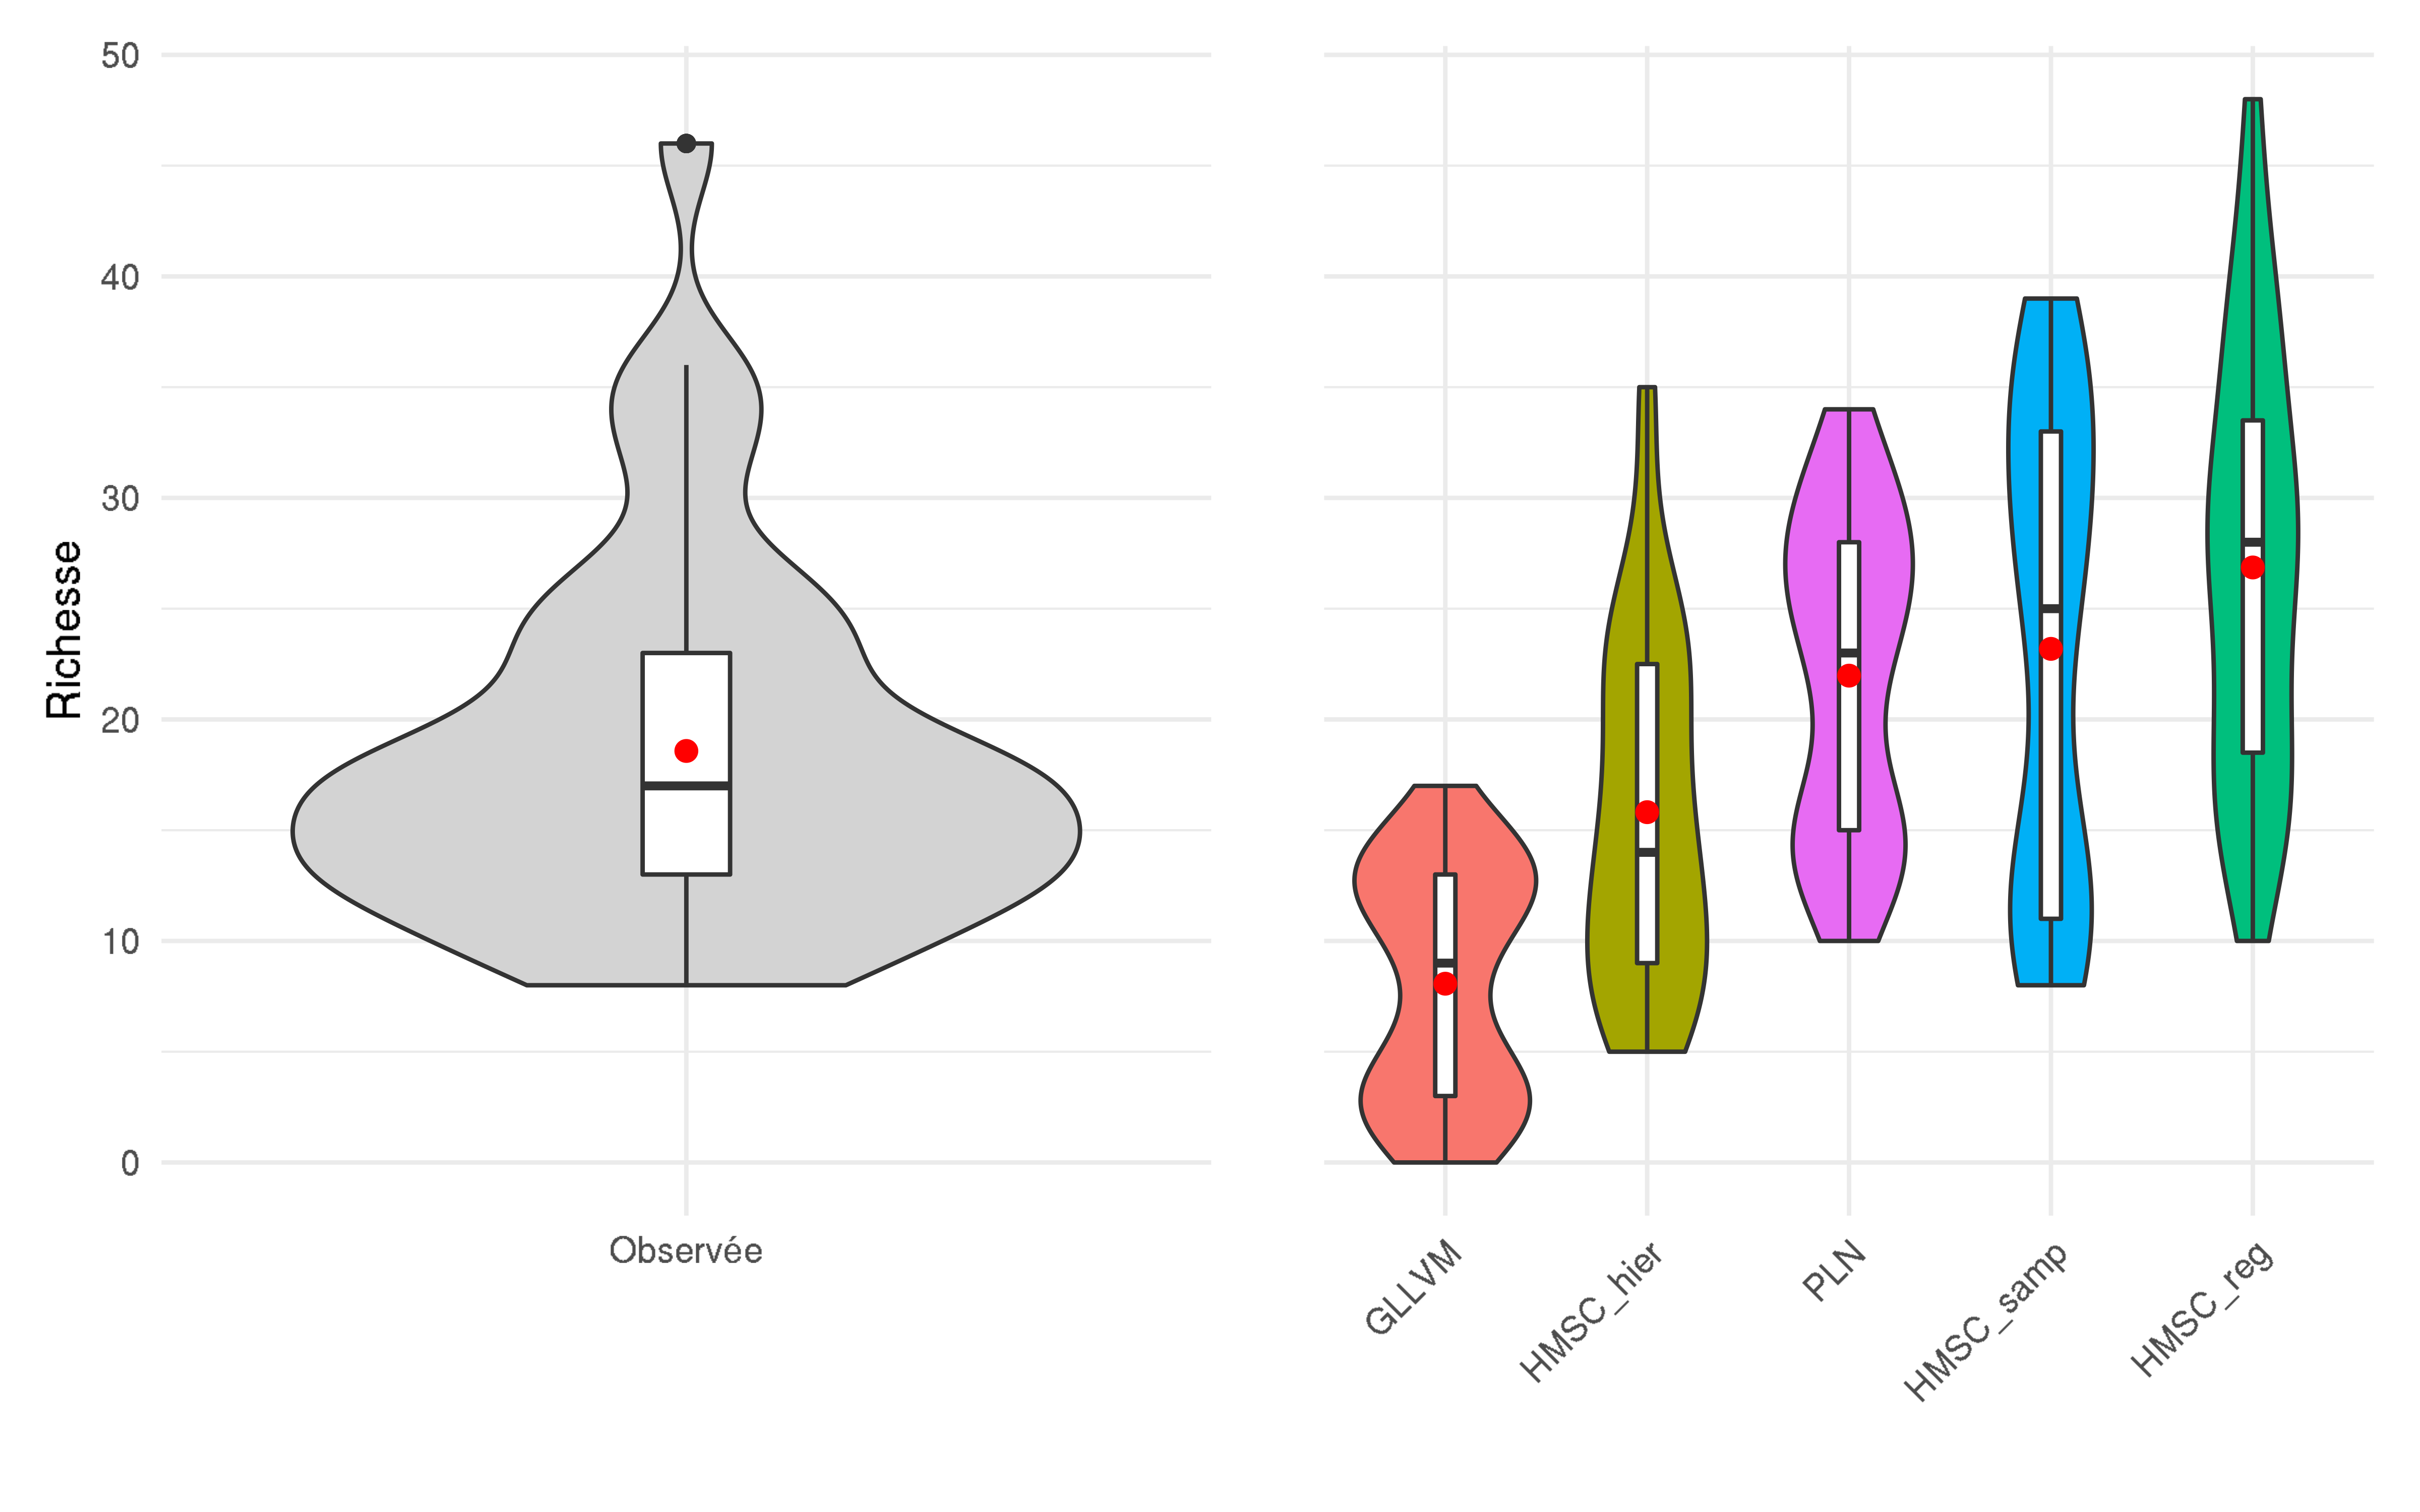 Richesse
50
40
30
20
10
0
Observée
GLLVM
HMSC_hier
PLN
HMSC_samp
HMSC_reg